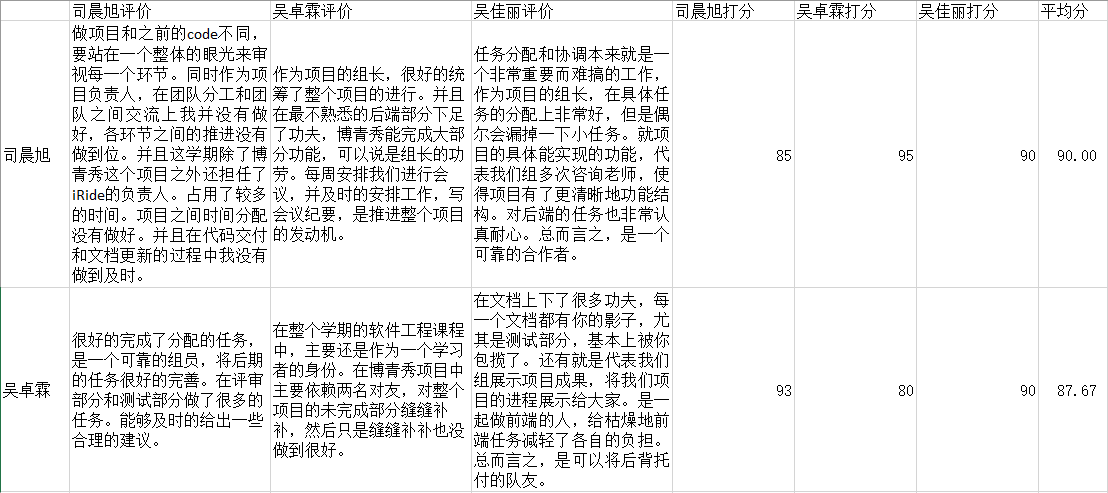 司晨旭评价 吴卓霖评价 吴佳丽评价 司晨旭打分 吴卓霖打分 吴佳丽打分 平均分
司晨旭
做项目和之前的code不同，
要站在一个整体的眼光来审
视每一个环节。同时作为项
目负责人，在团队分工和团
队之间交流上我并没有做
好，各环节之间的推进没有
做到位。并且这学期除了博
青秀这个项目之外还担任了
iRide的负责人。占用了较多
的时间。项目之间时间分配
没有做好。并且在代码交付
和文档更新的过程中我没有
做到及时。
作为项目的组长，很好的统
筹了整个项目的进行。并且
在最不熟悉的后端部分下足
了功夫，博青秀能完成大部
分功能，可以说是组长的功
劳。每周安排我们进行会
议，并及时的安排工作，写
会议纪要，是推进整个项目
的发动机。
任务分配和协调本来就是一
个非常重要而难搞的工作，
作为项目的组长，在具体任
务的分配上非常好，但是偶
尔会漏掉一下小任务。就项
目的具体能实现的功能，代
表我们组多次咨询老师，使
得项目有了更清晰地功能结
构。对后端的任务也非常认
真耐心。总而言之，是一个
可靠的合作者。
85 95 90 90.00
吴卓霖
很好的完成了分配的任务，
是一个可靠的组员，将后期
的任务很好的完善。在评审
部分和测试部分做了很多的
任务。能够及时的给出一些
合理的建议。
在整个学期的软件工程课程
中，主要还是作为一个学习
者的身份。在博青秀项目中
主要依赖两名对友，对整个
项目的未完成部分缝缝补
补，然后只是缝缝补补也没
做到很好。
在文档上下了很多功夫，每
一个文档都有你的影子，尤
其是测试部分，基本上被你
包揽了。还有就是代表我们
组展示项目成果，将我们项
目的进程展示给大家。是一
起做前端的人，给枯燥地前
端任务减轻了各自的负担。
总而言之，是可以将后背托
付的队友。
93 80 90 87.67